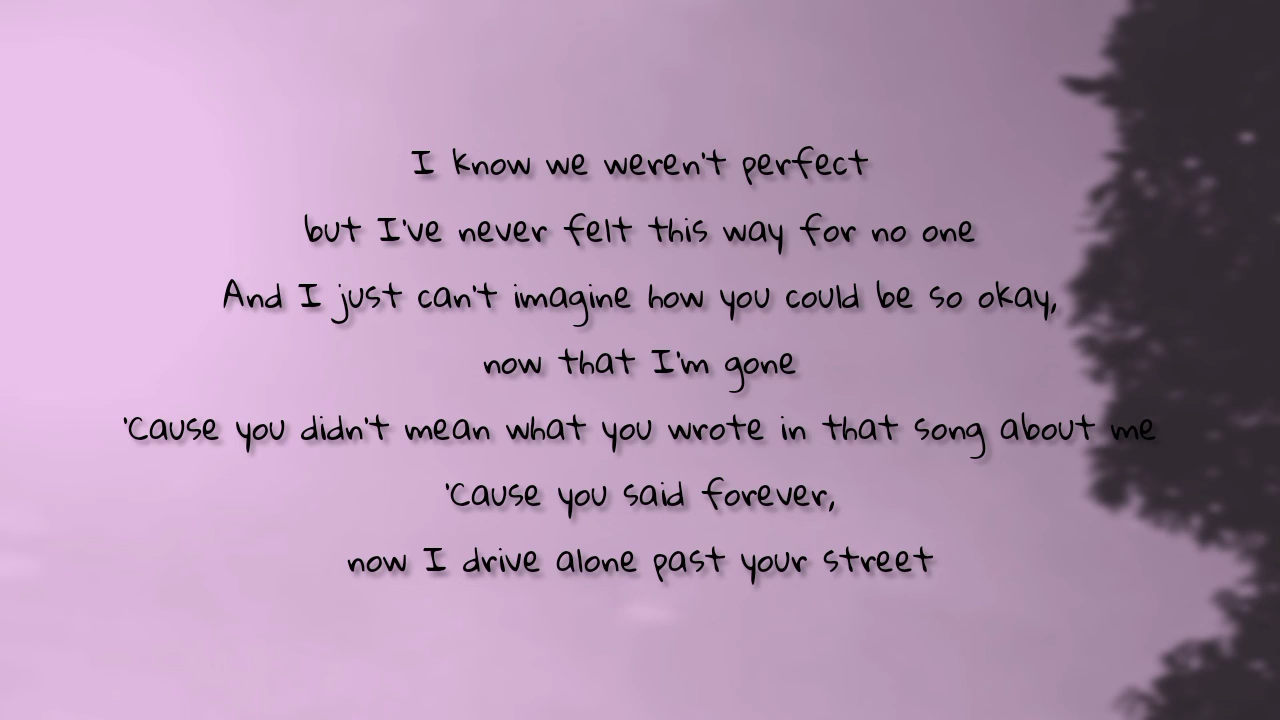 I know we weren't perfect
but I've never felt this way for no one
And I just can't imagine how you could be so okay,
now that I'm gone
'Cause you didn't mean what you wrote in that song about me
'Cause you said forever,
now I drive alone past your street